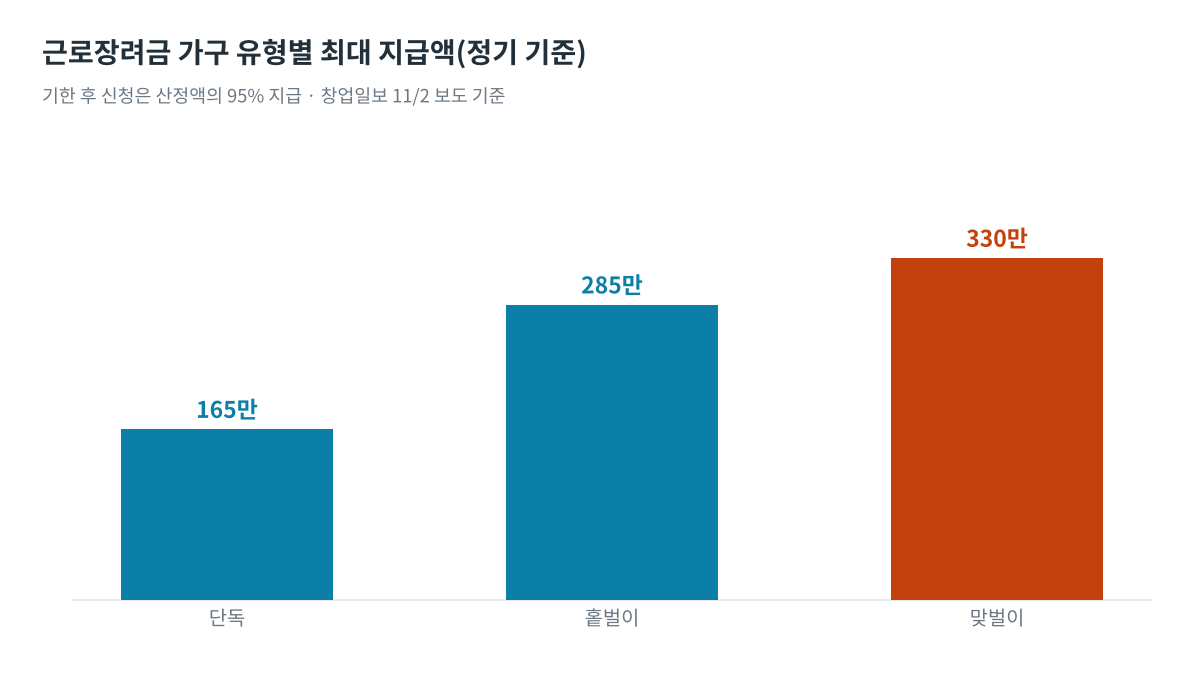 근로장려금 가구 유형별 최대 지급액(정기 기준)
기한 후 신청은 산정액의 95% 지급 · 창업일보 11/2 보도 기준
165만
285만
330만
단독
홑벌이
맞벌이